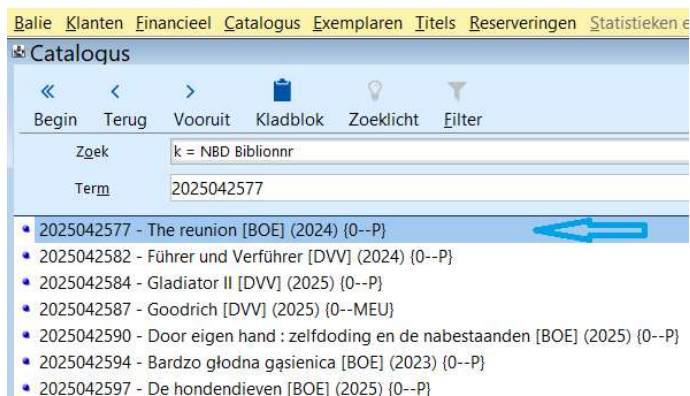 Balie Klanten Financieel Catalogus Exemplaren Titels Reserveringen Statistieken e
Catalogus
Begin Terug Vooruit Kladblok Zoeklicht Filter
Zoek k = NBD Biblionnr
Term 2025042577
2025042577 - The reunion [BOE] (2024) {0--P}
2025042582 - Führer und Verführer [DVV] (2024) {0--P}
2025042584 - Gladiator II [DVV] (2025) {0--P}
2025042587 - Goodrich [DVV] (2025) {0--MEU}
2025042590 - Door eigen hand : zelfdoding en de nabestaanden [BOE] (2025) {0--P}
2025042594 - Bardzo głodna gąsienica [BOE] (2023) {0--P}
2025042597 - De hondendieven [BOE] (2025) {0--P}